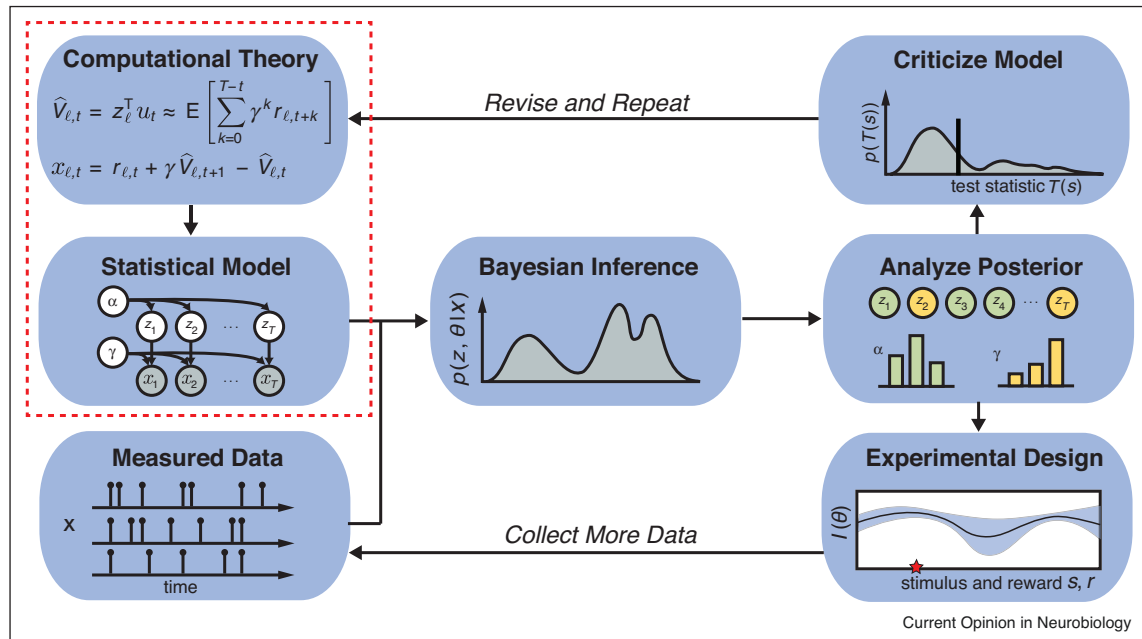 Computational Theory
V̂ℓ,t = zℓᵀ uₜ ≈ E [ ∑ₖ₌₀ᵀ⁻ᵗ γᵏ rℓ,t+k ]
xℓ,t = rℓ,t + γ V̂ℓ,t+1 − V̂ℓ,t
Revise and Repeat
Criticize Model
p(T(s))
test statistic T(s)
Statistical Model
α
z1 z2 ··· zT
γ
x1 x2 ··· xT
Bayesian Inference
p(z, θ|x)
Analyze Posterior
z1 z2 z3 z4 ··· zT
α γ
Measured Data
x
time
Collect More Data
Experimental Design
I(θ)
stimulus and reward s, r
Current Opinion in Neurobiology